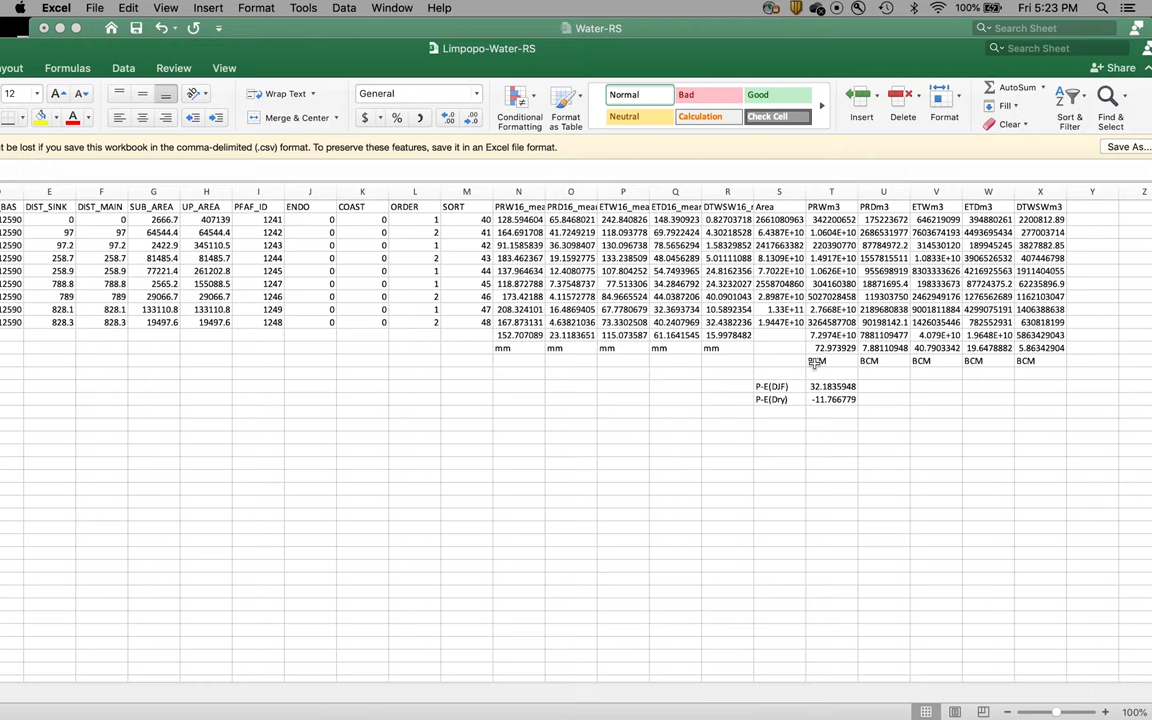 Excel File Edit View Insert Format Tools Data Window Help 100% Fri 5:23 PM
Water-RS Search Sheet
Limpopo-Water-RS Search Sheet
ayout Formulas Data Review View Share
12 A A Wrap Text General Normal Bad Good AutoSum
Merge & Center $ % Neutral Calculation Check Cell Conditional Formatting Format as Table Insert Delete Format Fill Clear Sort & Filter Find & Select
t be lost if you save this workbook in the comma-delimited (.csv) format. To preserve these features, save it in an Excel file format. Save As...
E F G H I J K L M N O P Q R S T U V W X Y Z
_BAS DIST_SINK DIST_MAIN SUB_AREA UP_AREA PFAF_ID ENDO COAST ORDER SORT PRW16_mea PRD16_mea ETW16_mea ETD16_mea DTWSW16_ Area PRWm3 PRDm3 ETWm3 ETDm3 DTWSWm3
12590 0 0 2666.7 407139 1241 0 0 1 40 128.594604 65.8468021 242.840826 148.390923 0.82703718 2661080963 342200652 175223672 646219099 394880261 2200812.89
12590 97 97 64544.4 64544.4 1242 0 0 2 41 164.691708 41.7249219 118.093778 69.7922424 4.30218528 6.4387E+10 1.0604E+10 2686531977 7603674193 4493695434 277003714
12590 97.2 97.2 2422.9 345110.5 1243 0 0 1 42 91.1585839 36.3098407 130.096738 78.5656294 1.58329852 2417663382 220390770 87784972.2 314530120 189945245 3827882.85
12590 258.7 258.7 81485.4 81485.7 1244 0 0 2 43 183.462367 19.1592775 133.238509 48.0456289 5.01111088 8.1309E+10 1.4917E+10 1557815511 1.0833E+10 3906526532 407446798
12590 258.9 258.9 77221.4 261202.8 1245 0 0 1 44 137.964634 12.4080775 107.804252 54.7493965 24.8162356 7.7022E+10 1.0626E+10 955698919 8303333626 4216925563 1911404055
12590 788.8 788.8 2565.2 155088.5 1247 0 0 1 45 118.872788 7.37548737 77.513306 34.2846792 24.3232027 2558704860 304160380 18871695.4 198333637 87724375.2 62235896.9
12590 789 789 29066.7 29066.7 1246 0 0 2 46 173.42188 4.11572778 84.9665524 44.0387206 40.0901043 2.8987E+10 5027028458 119303750 2462949176 1276562689 1162103047
12590 828.1 828.1 133110.8 133110.8 1249 0 0 1 47 208.324101 16.4869405 67.7780679 32.3693734 10.5892354 1.33E+11 2.7668E+10 2189680838 9001811884 4299075191 1406388638
12590 828.3 828.3 19497.6 19497.6 1248 0 0 2 48 167.873131 4.63821036 73.3302508 40.2407969 32.4382236 1.9447E+10 3264587708 90198142.1 1426035446 782552931 630818199
152.707089 23.1183651 115.073587 61.1641545 15.9978482 7.2974E+10 7881109477 4.079E+10 1.9648E+10 5863429043
mm mm mm mm mm 72.973929 7.88110948 40.7903342 19.6478882 5.86342904
BCM BCM BCM BCM
P-E(DJF) 32.1835948
P-E(Dry) -11.766779
100%